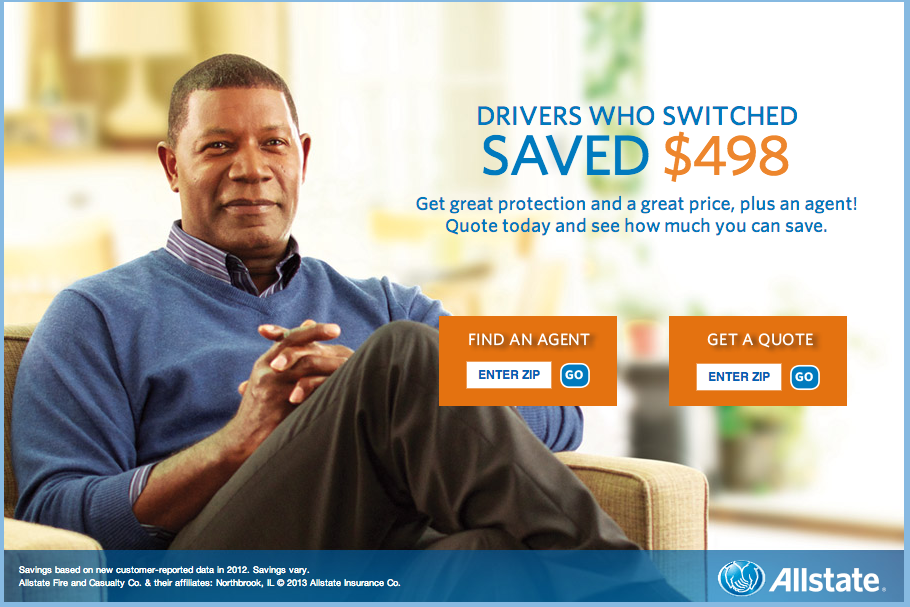 DRIVERS WHO SWITCHED
SAVED $498
Get great protection and a great price, plus an agent!
Quote today and see how much you can save.
FIND AN AGENT
ENTER ZIP GO
GET A QUOTE
ENTER ZIP GO
Savings based on new customer-reported data in 2012. Savings vary.
Allstate Fire and Casualty Co. & their affiliates: Northbrook, IL © 2013 Allstate Insurance Co.
Allstate.